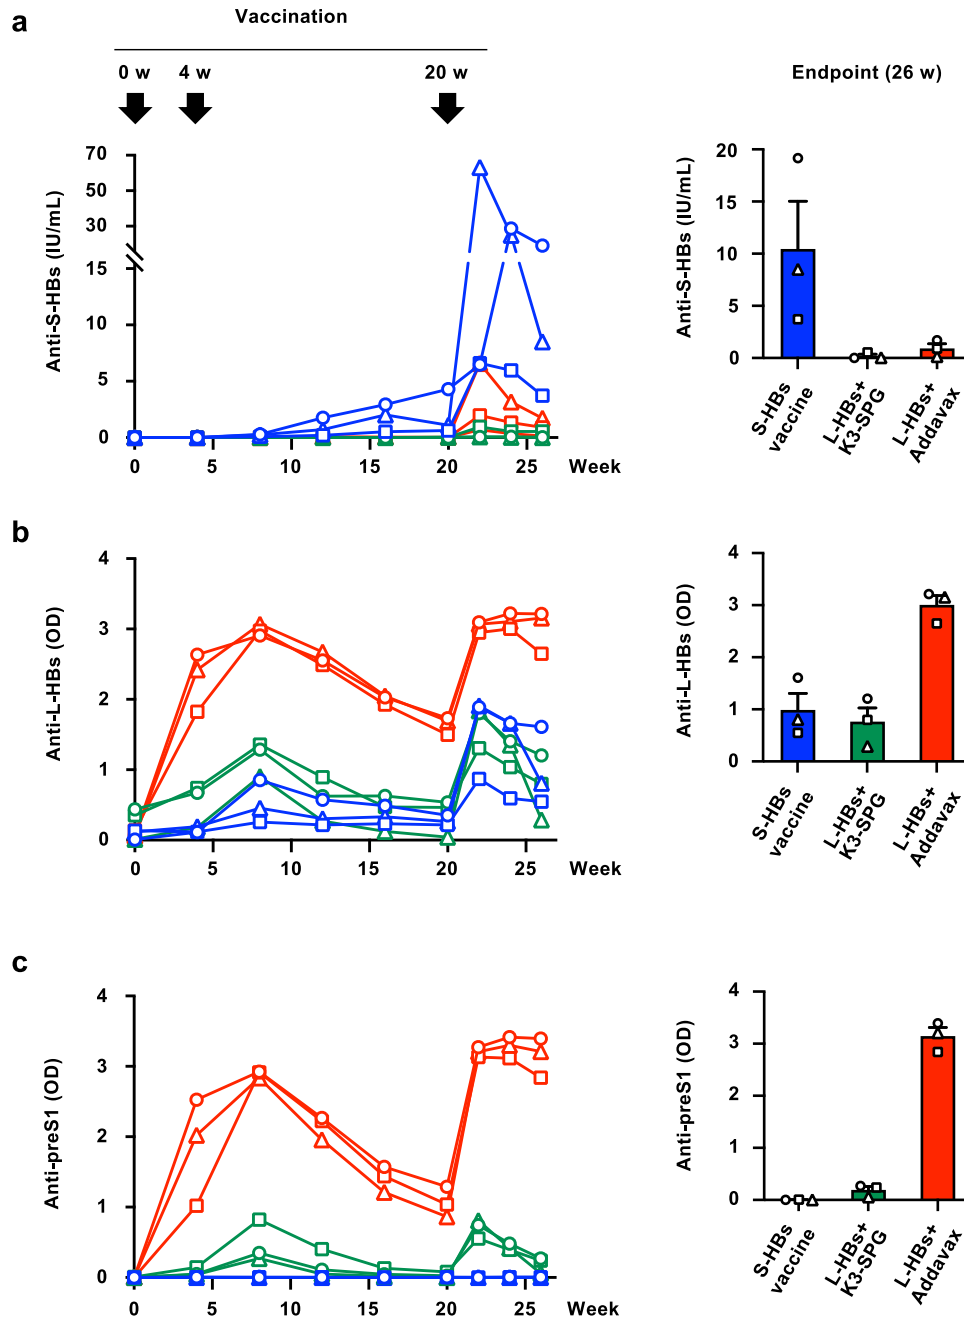 a
Vaccination
0 w 4 w 20 w
Endpoint (26 w)
Anti-S-HBs (IU/mL)
70
50
30
15
10
5
0
0 5 10 15 20 25 Week
Anti-S-HBs (IU/mL)
20
15
10
5
0
S-HBs
vaccine
L-HBs+
K3-SPG
L-HBs+
Addavax
b
Anti-L-HBs (OD)
4
3
2
1
0
0 5 10 15 20 25 Week
Anti-L-HBs (OD)
4
3
2
1
0
S-HBs
vaccine
L-HBs+
K3-SPG
L-HBs+
Addavax
c
Anti-preS1 (OD)
4
3
2
1
0
0 5 10 15 20 25 Week
Anti-preS1 (OD)
4
3
2
1
0
S-HBs
vaccine
L-HBs+
K3-SPG
L-HBs+
Addavax